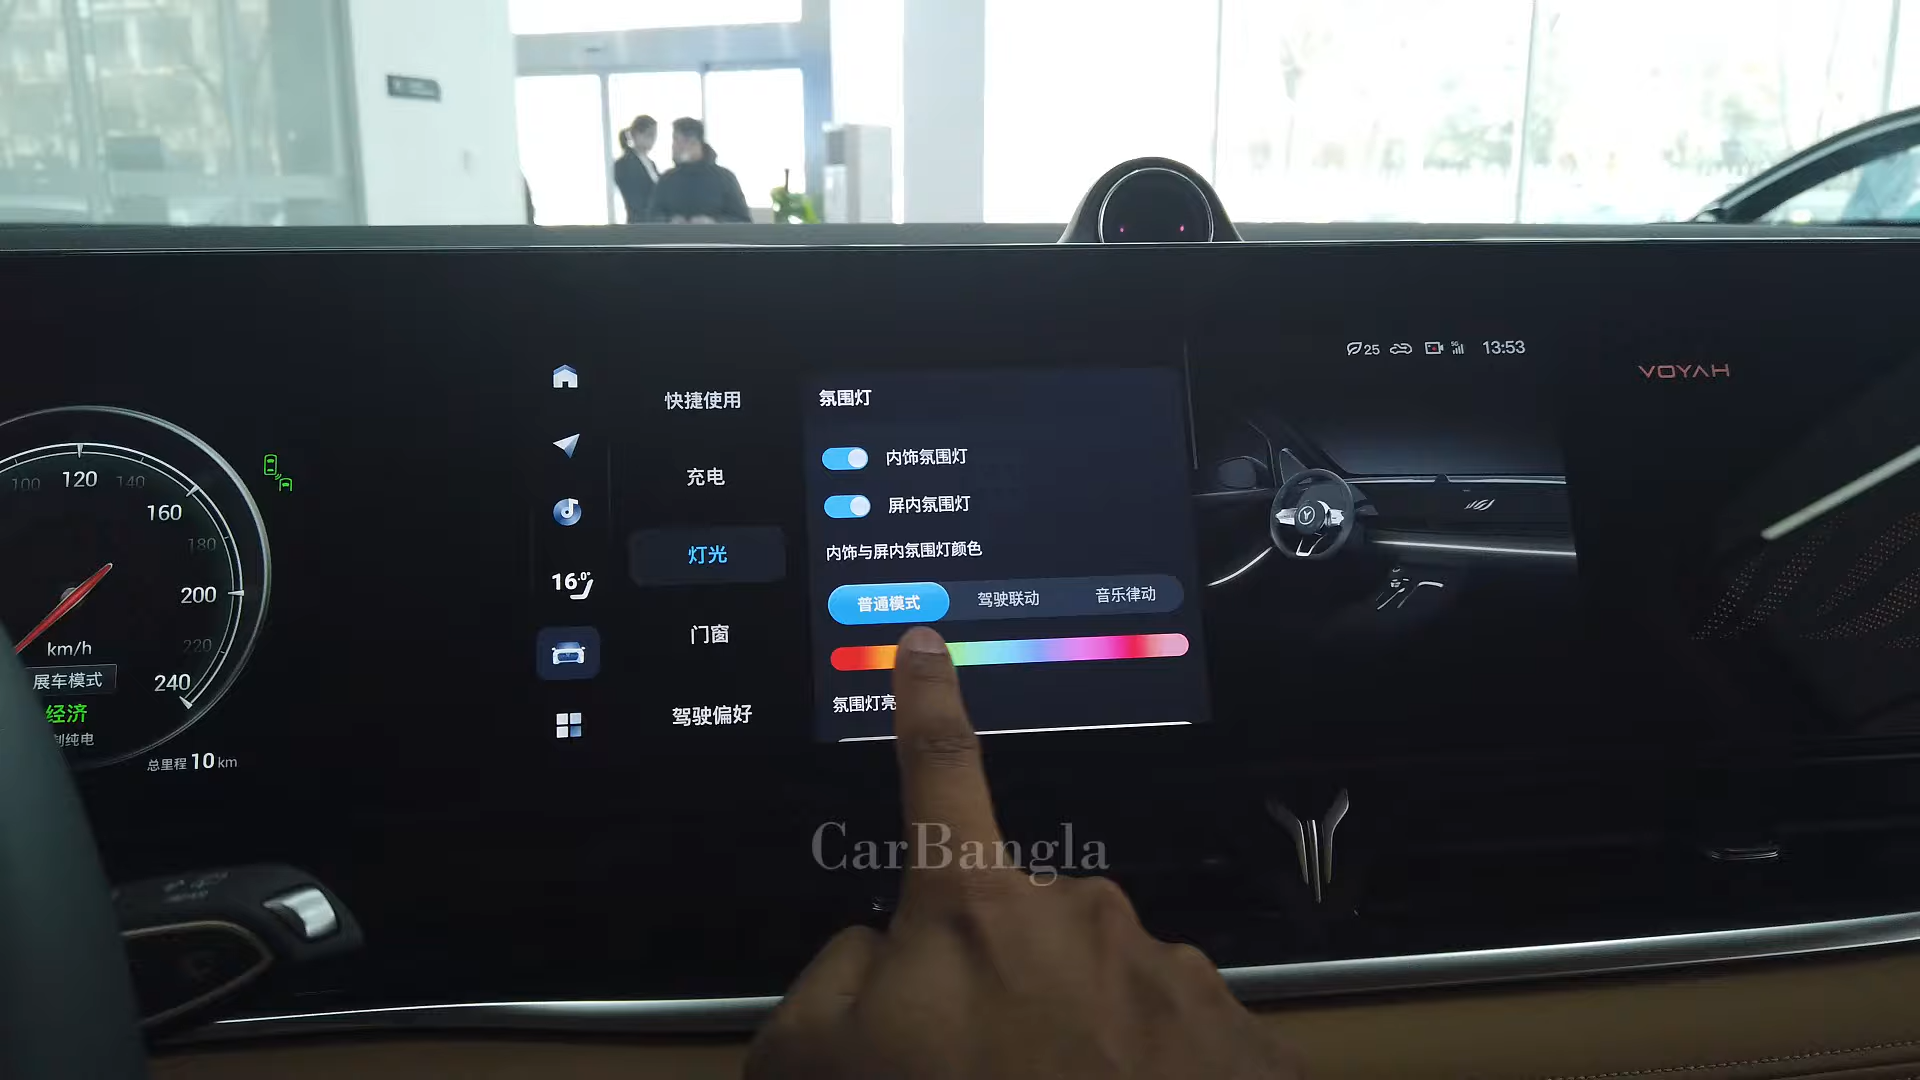 25 5G 13:53
VOYAH
快捷使用
充电
灯光
门窗
驾驶偏好
16.0°
氛围灯
内饰氛围灯
屏内氛围灯
内饰与屏内氛围灯颜色
普通模式 驾驶联动 音乐律动
氛围灯亮
100 120 140
160
180
200
220
240
km/h
展车模式
经济
制纯电
总里程 10 km
CarBangla